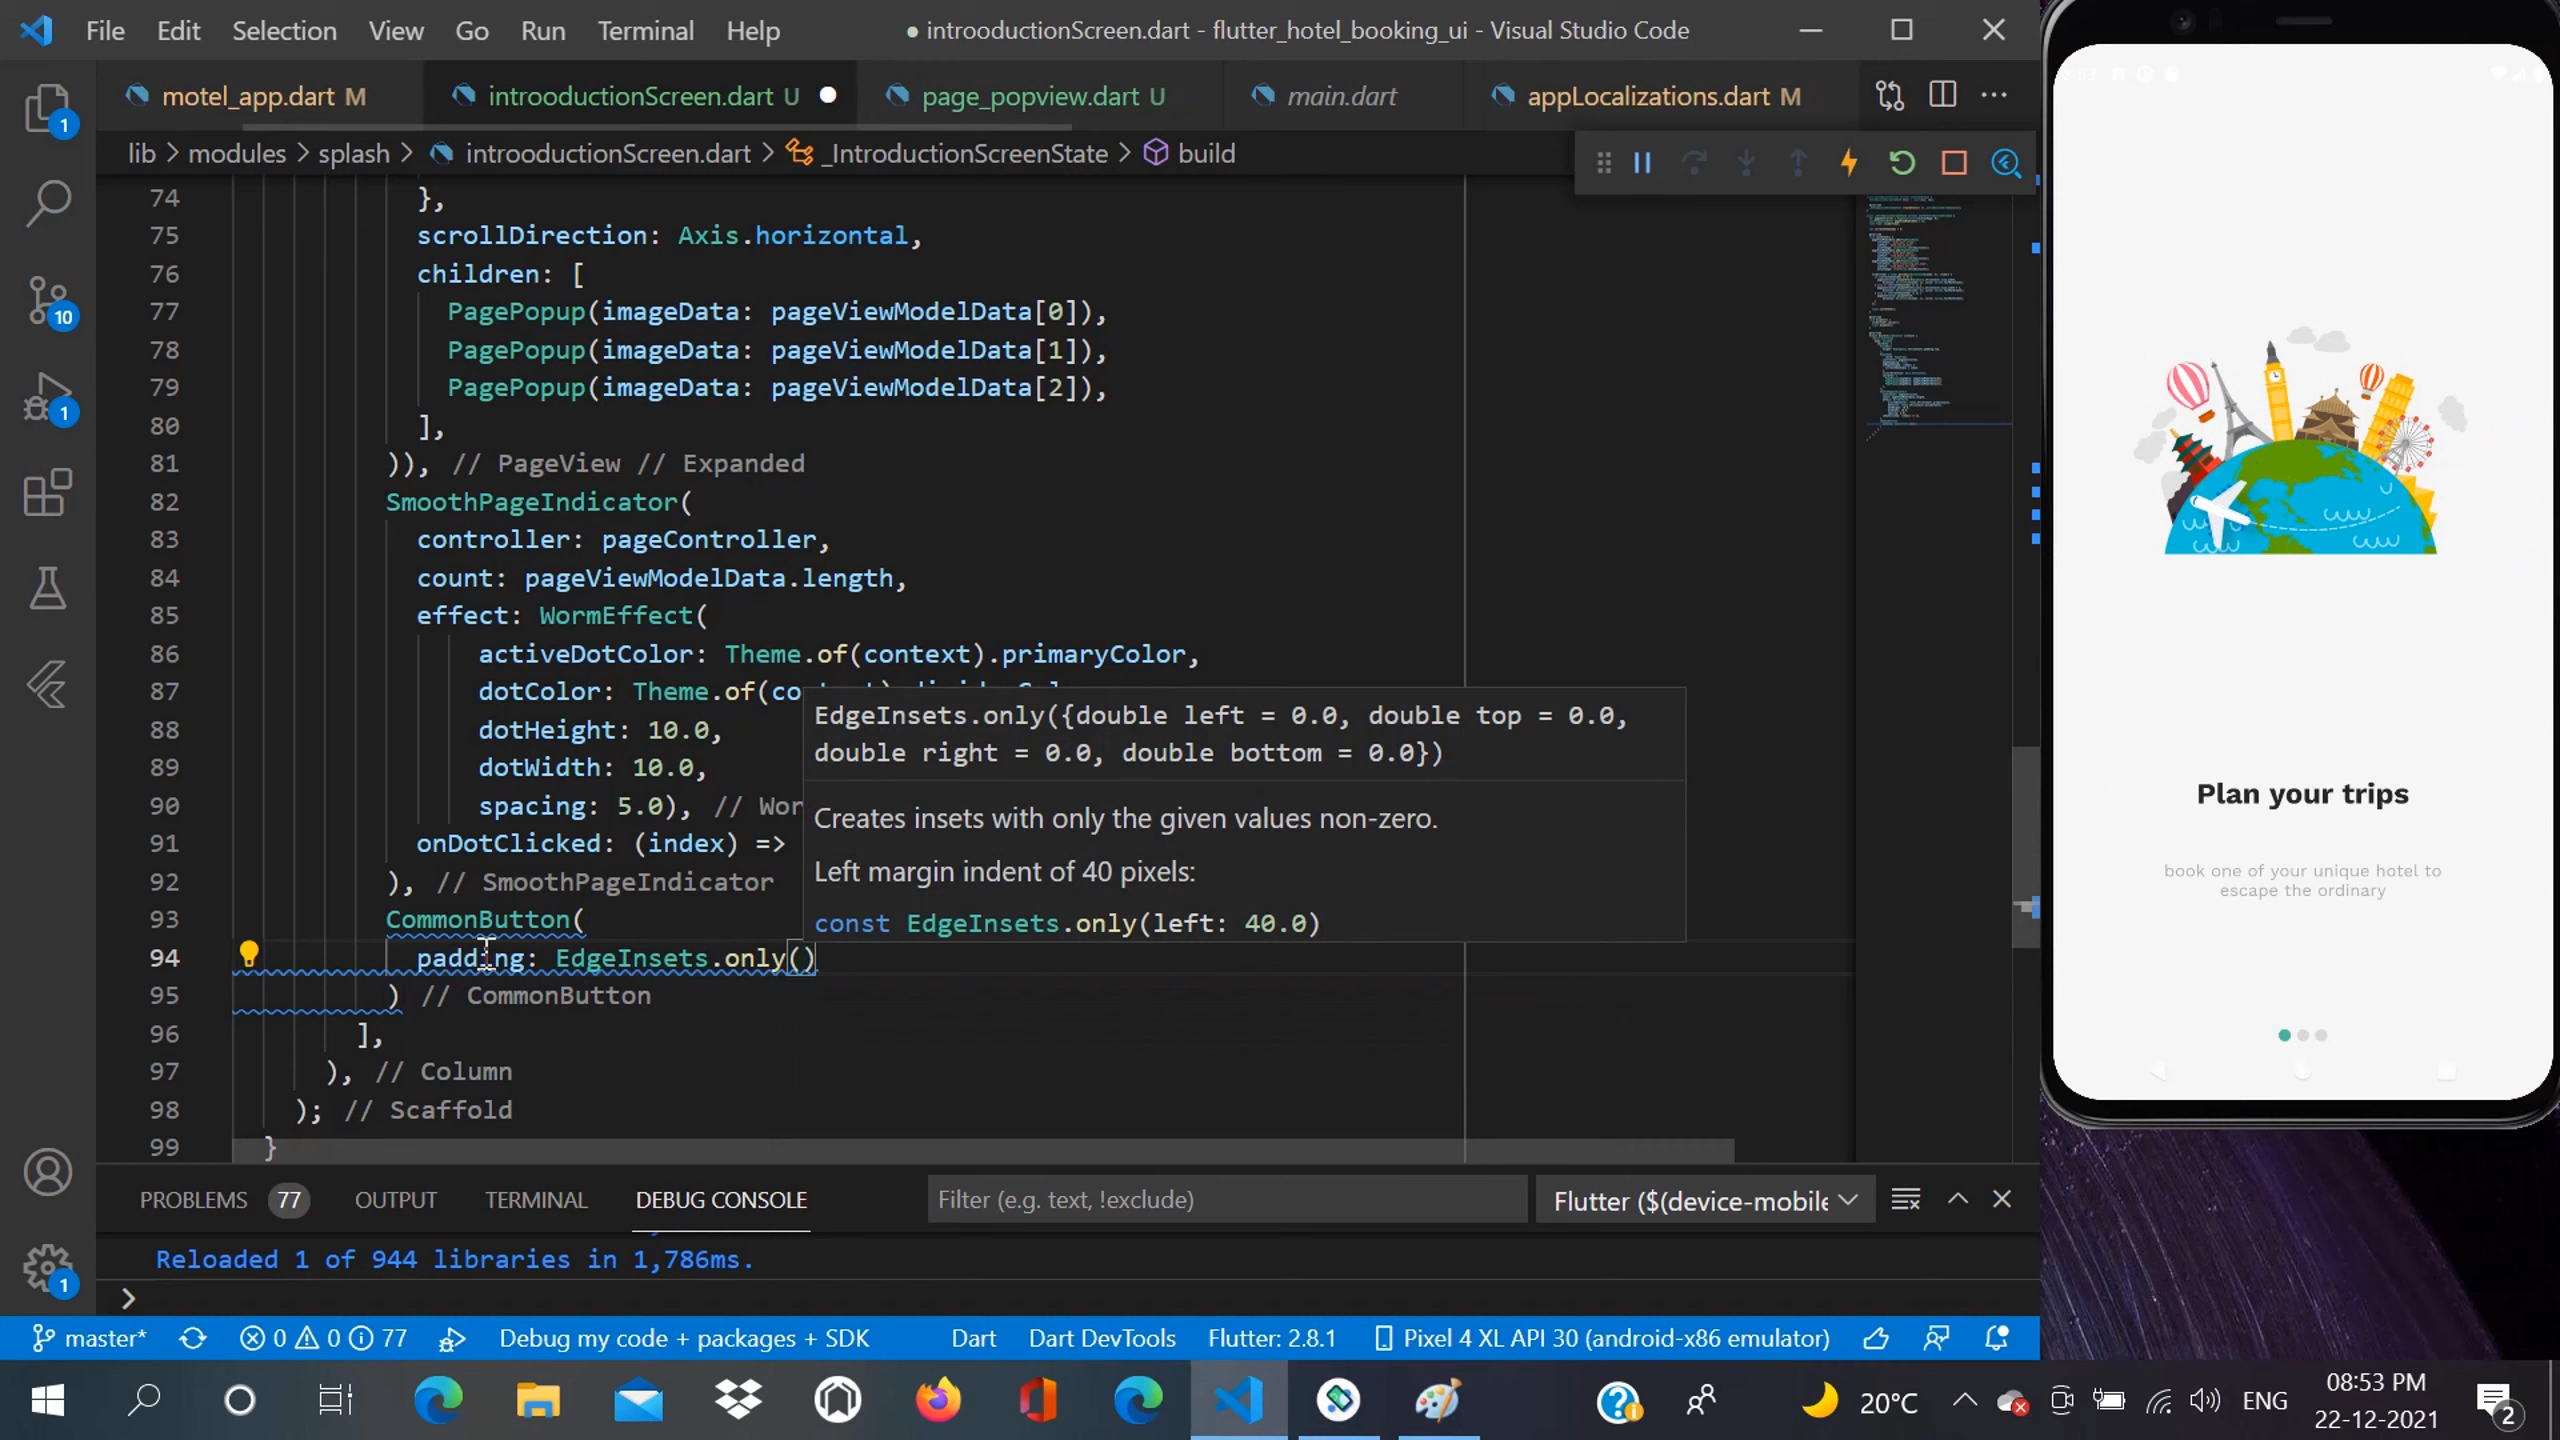 File Edit Selection View Go Run Terminal Help
● introoductionScreen.dart - flutter_hotel_booking_ui - Visual Studio Code
motel_app.dart M
introoductionScreen.dart U
page_popview.dart U
main.dart
appLocalizations.dart M
lib > modules > splash > introoductionScreen.dart > _IntroductionScreenState > build
74 },
75 scrollDirection: Axis.horizontal,
76 children: [
77 PagePopup(imageData: pageViewModelData[0]),
78 PagePopup(imageData: pageViewModelData[1]),
79 PagePopup(imageData: pageViewModelData[2]),
80 ],
81 )), // PageView // Expanded
82 SmoothPageIndicator(
83 controller: pageController,
84 count: pageViewModelData.length,
85 effect: WormEffect(
86 activeDotColor: Theme.of(context).primaryColor,
87 dotColor: Theme.of(co
88 dotHeight: 10.0,
89 dotWidth: 10.0,
90 spacing: 5.0), // Wor
91 onDotClicked: (index) =>
92 ), // SmoothPageIndicator
93 CommonButton(
94 padding: EdgeInsets.only()
95 ) // CommonButton
96 ],
97 ), // Column
98 ); // Scaffold
99 }
EdgeInsets.only({double left = 0.0, double top = 0.0,
double right = 0.0, double bottom = 0.0})
Creates insets with only the given values non-zero.
Left margin indent of 40 pixels:
const EdgeInsets.only(left: 40.0)
1
10
1
1
PROBLEMS 77 OUTPUT TERMINAL DEBUG CONSOLE
Filter (e.g. text, !exclude)
Flutter ($(device-mobile
Reloaded 1 of 944 libraries in 1,786ms.
>
master* 0 0 77 Debug my code + packages + SDK Dart Dart DevTools Flutter: 2.8.1 Pixel 4 XL API 30 (android-x86 emulator)
20°C ENG
08:53 PM
22-12-2021
2
Plan your trips
book one of your unique hotel to
escape the ordinary